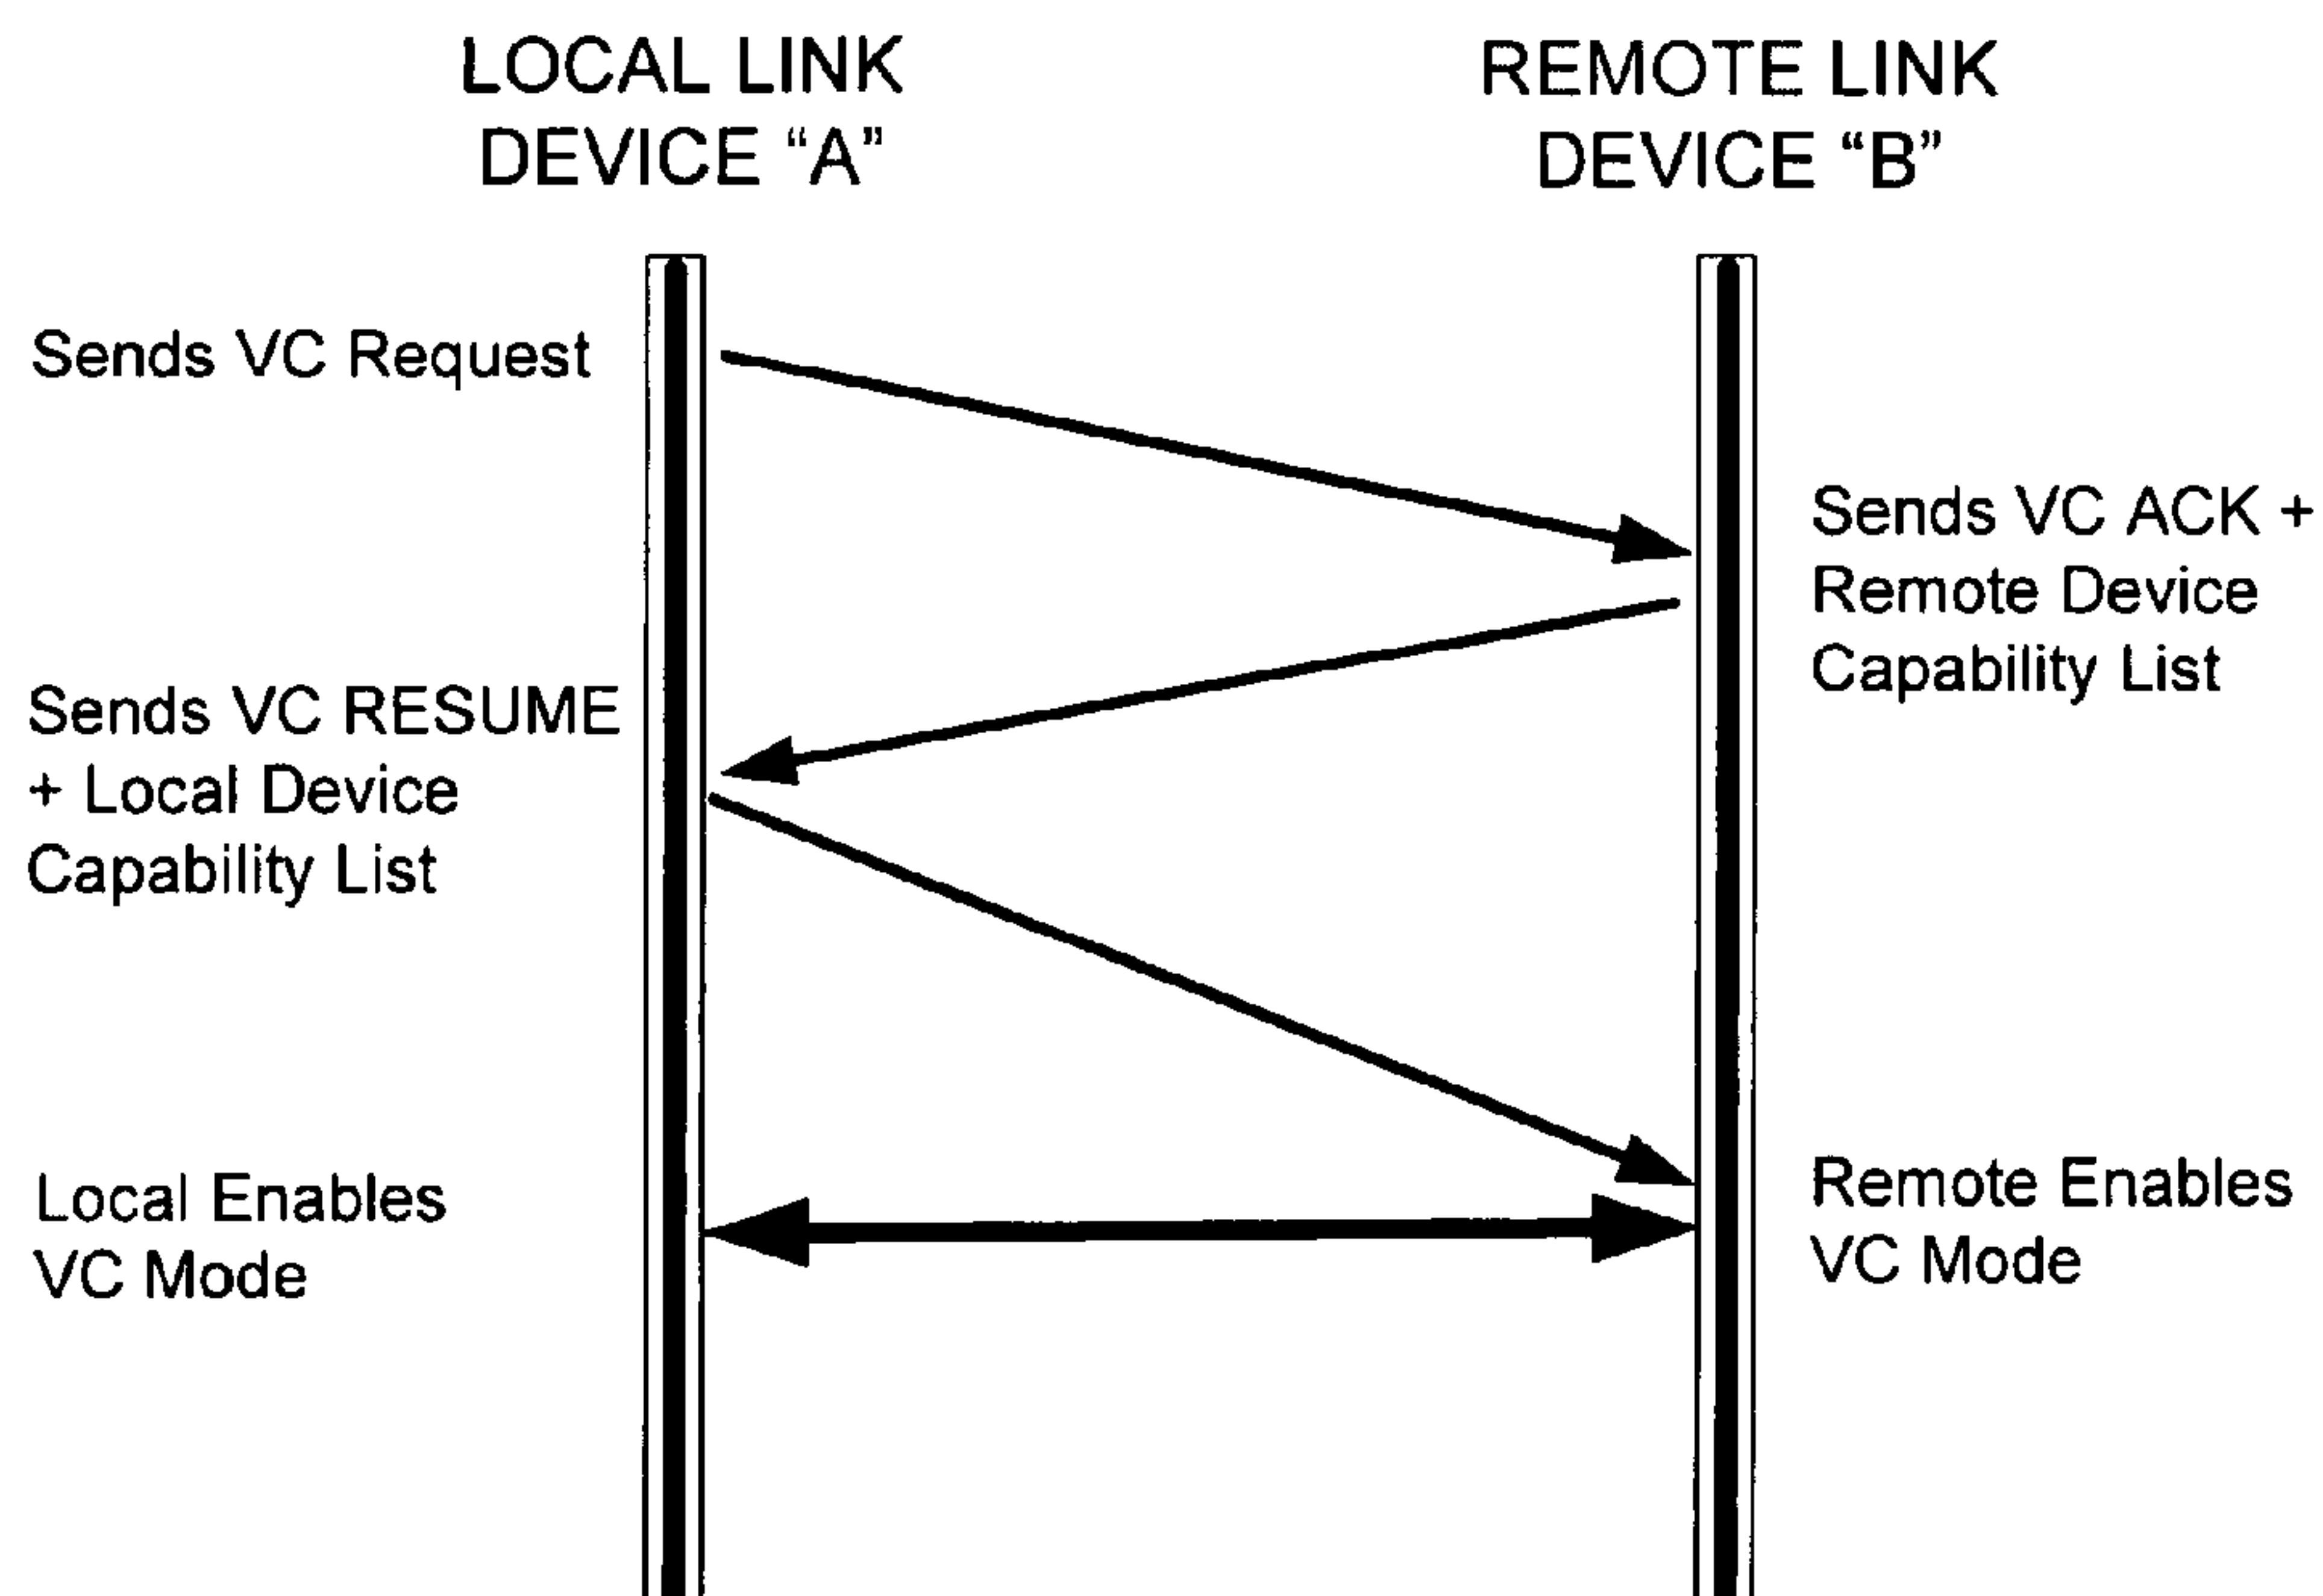 LOCAL LINK
DEVICE “A”
REMOTE LINK
DEVICE “B”
Sends VC Request
Sends VC ACK +
Remote Device
Capability List
Sends VC RESUME
+ Local Device
Capability List
Local Enables
VC Mode
Remote Enables
VC Mode